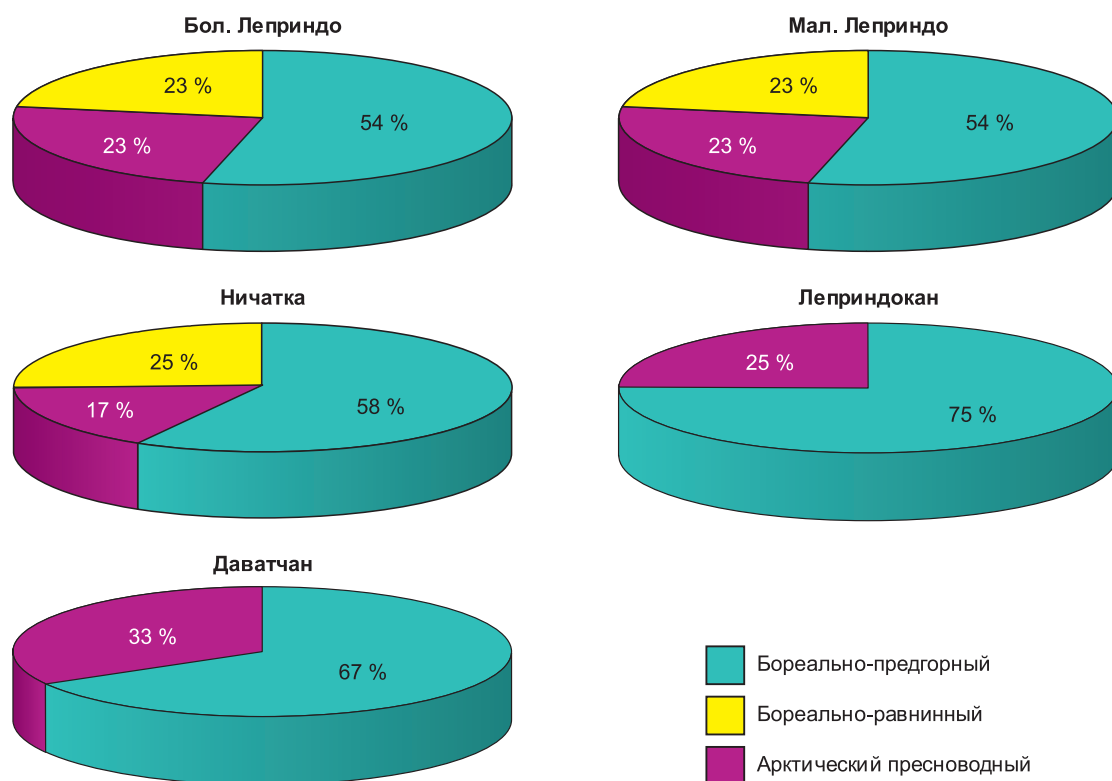 Бол. Леприндо
23 %
54 %
23 %
Мал. Леприндо
23 %
54 %
23 %
Ничатка
25 %
58 %
17 %
Леприндокан
25 %
75 %
Даватчан
33 %
67 %
Бореально-предгорный
Бореально-равнинный
Арктический пресноводный